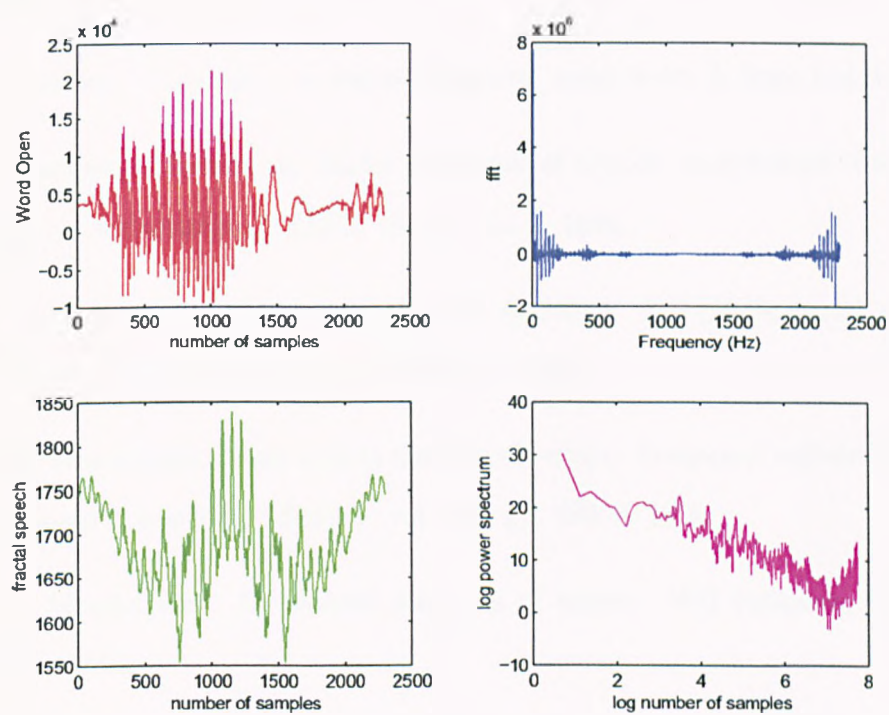 x 10⁴
2.5
2
1.5
1
0.5
0
−0.5
−1
0 500 1000 1500 2000 2500
Word Open
number of samples
x 10⁶
8
6
4
2
0
−2
0 500 1000 1500 2000 2500
fft
Frequency (Hz)
1850
1800
1750
1700
1650
1600
1550
0 500 1000 1500 2000 2500
fractal speech
number of samples
40
30
20
10
0
−10
0 2 4 6 8
log power spectrum
log number of samples